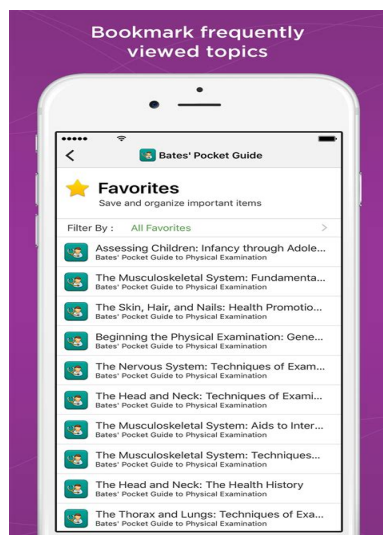 Bookmark frequently
viewed topics
Bates' Pocket Guide
Favorites
Save and organize important items
Filter By : All Favorites
Assessing Children: Infancy through Adole...
Bates' Pocket Guide to Physical Examination
The Musculoskeletal System: Fundamenta...
Bates' Pocket Guide to Physical Examination
The Skin, Hair, and Nails: Health Promotio...
Bates' Pocket Guide to Physical Examination
Beginning the Physical Examination: Gene...
Bates' Pocket Guide to Physical Examination
The Nervous System: Techniques of Exam...
Bates' Pocket Guide to Physical Examination
The Head and Neck: Techniques of Exami...
Bates' Pocket Guide to Physical Examination
The Musculoskeletal System: Aids to Inter...
Bates' Pocket Guide to Physical Examination
The Musculoskeletal System: Techniques...
Bates' Pocket Guide to Physical Examination
The Head and Neck: The Health History
Bates' Pocket Guide to Physical Examination
The Thorax and Lungs: Techniques of Exa...
Bates' Pocket Guide to Physical Examination